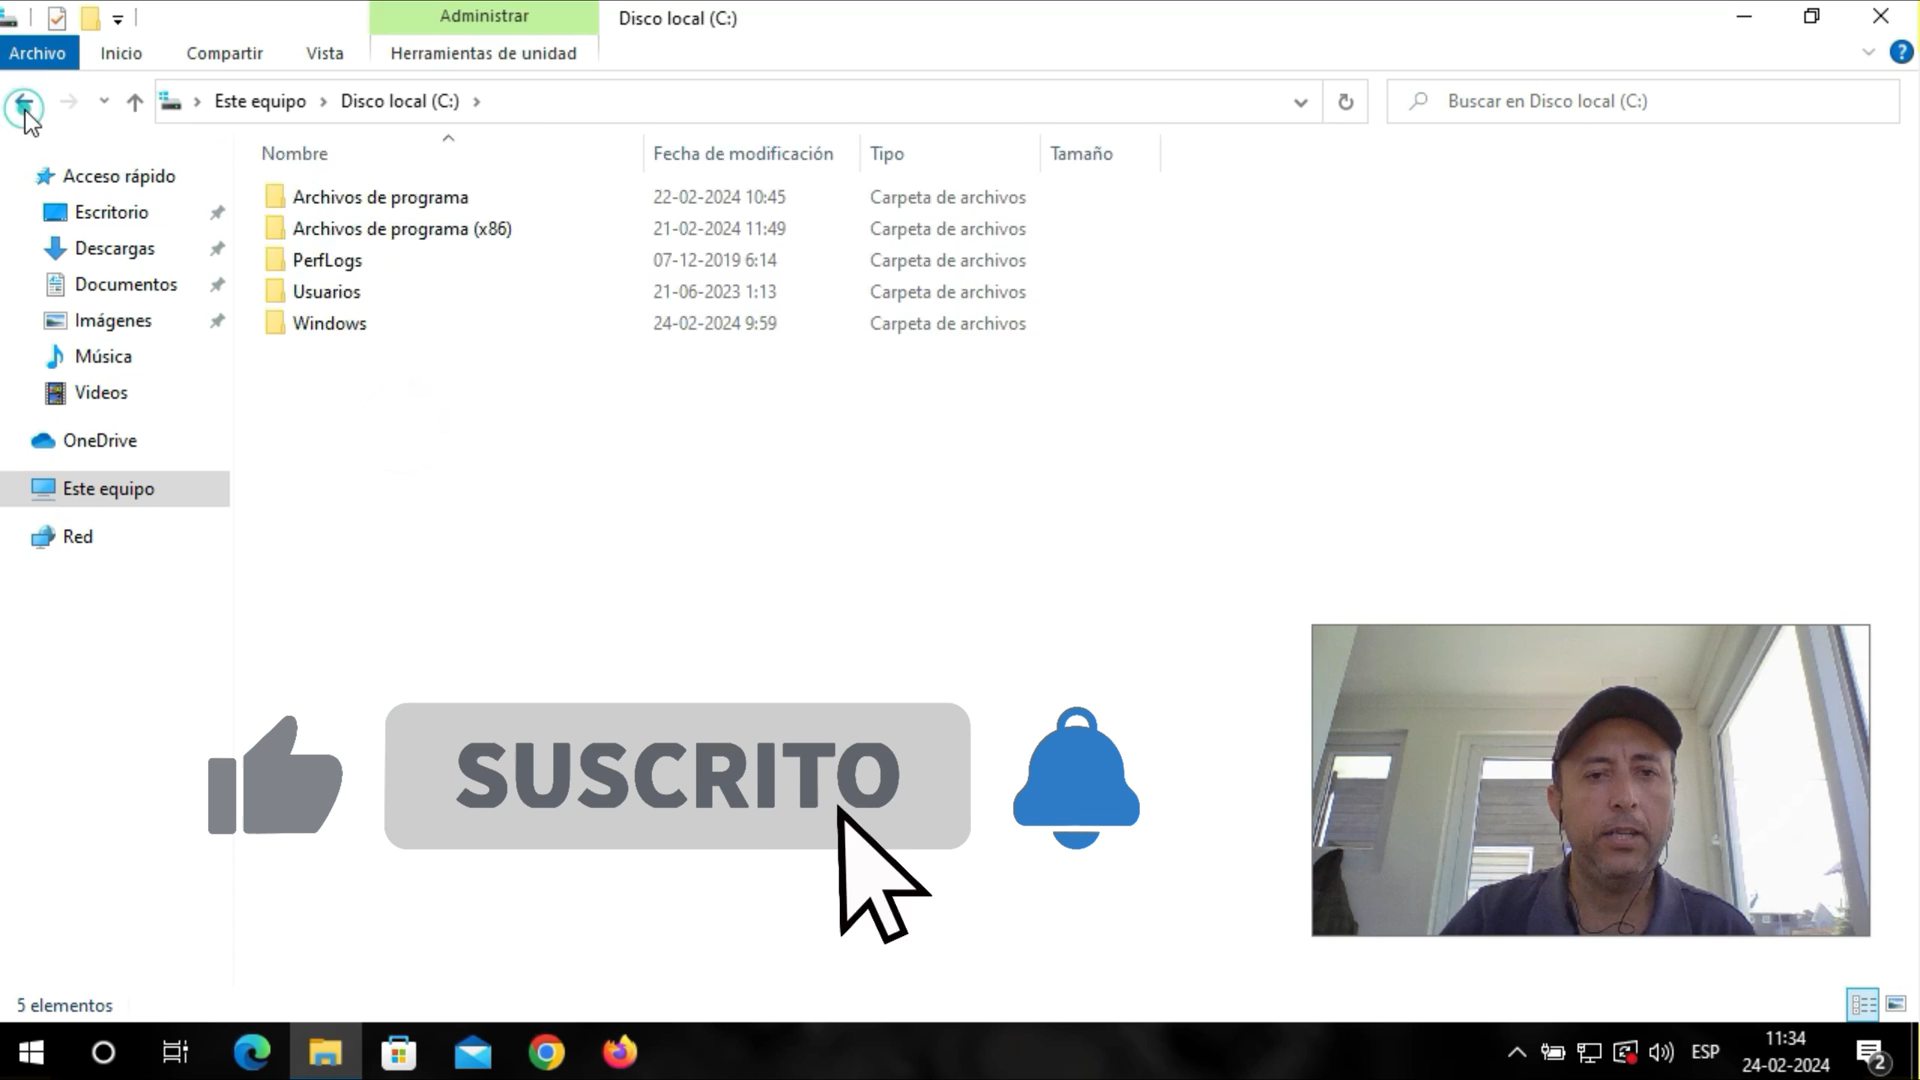 Administrar
Disco local (C:)
Archivo
Inicio
Compartir
Vista
Herramientas de unidad
?
Este equipo
Disco local (C:)
Buscar en Disco local (C:)
Nombre
Fecha de modificación
Tipo
Tamaño
Acceso rápido
Escritorio
Descargas
Documentos
Imágenes
Música
Videos
OneDrive
Este equipo
Red
Archivos de programa 22-02-2024 10:45 Carpeta de archivos
Archivos de programa (x86) 21-02-2024 11:49 Carpeta de archivos
PerfLogs 07-12-2019 6:14 Carpeta de archivos
Usuarios 21-06-2023 1:13 Carpeta de archivos
Windows 24-02-2024 9:59 Carpeta de archivos
SUSCRITO
5 elementos
ESP
11:34
24-02-2024
2